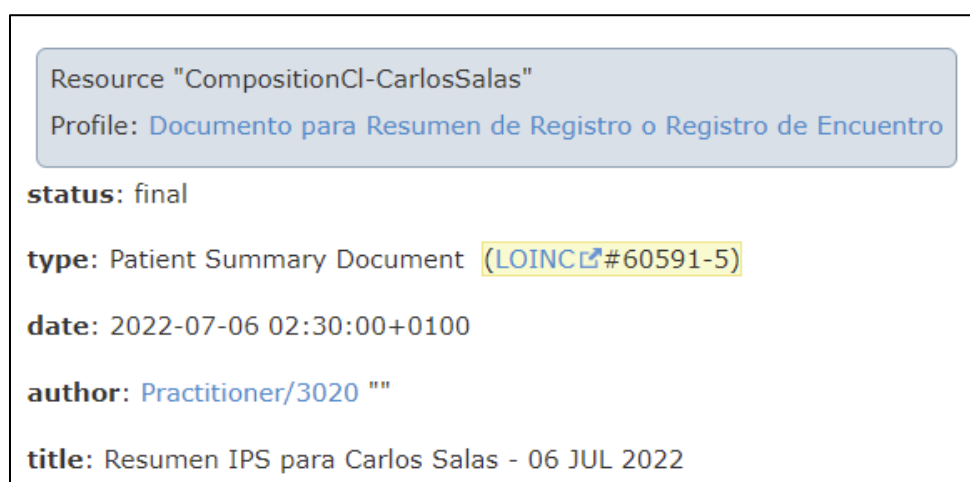 Resource "CompositionCl-CarlosSalas"
Profile: Documento para Resumen de Registro o Registro de Encuentro
status: final
type: Patient Summary Document (LOINC#60591-5)
date: 2022-07-06 02:30:00+0100
author: Practitioner/3020 ""
title: Resumen IPS para Carlos Salas - 06 JUL 2022